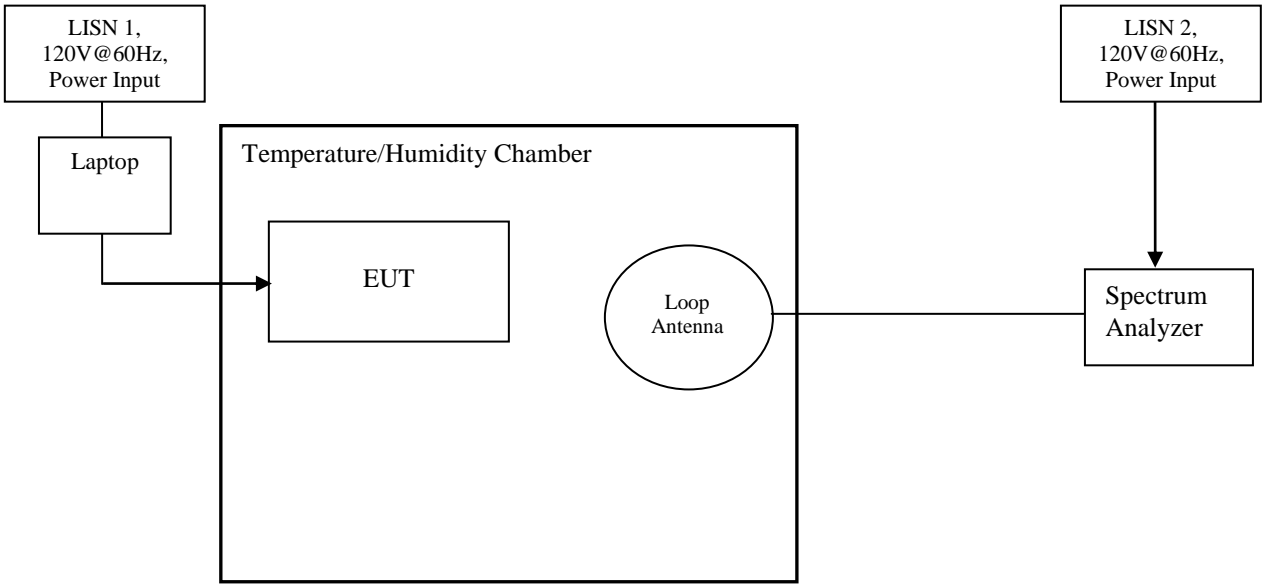 LISN 1,
120V@60Hz,
Power Input
LISN 2,
120V@60Hz,
Power Input
Laptop
Temperature/Humidity Chamber
EUT
Loop
Antenna
Spectrum
Analyzer